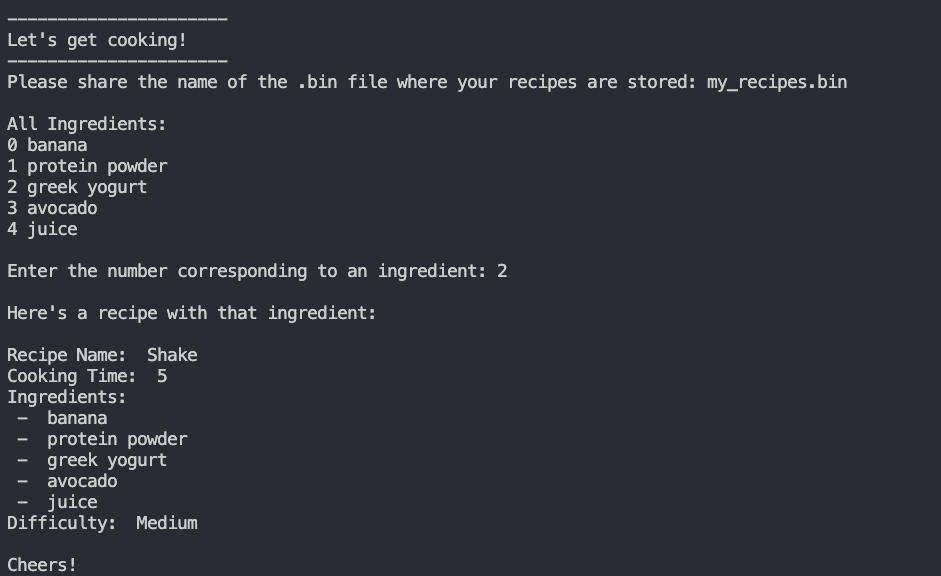 ----------------------
Let's get cooking!
----------------------
Please share the name of the .bin file where your recipes are stored: my_recipes.bin
All Ingredients:
0 banana
1 protein powder
2 greek yogurt
3 avocado
4 juice
Enter the number corresponding to an ingredient: 2
Here's a recipe with that ingredient:
Recipe Name:  Shake
Cooking Time:  5
Ingredients:
 -  banana
 -  protein powder
 -  greek yogurt
 -  avocado
 -  juice
Difficulty:  Medium
Cheers!